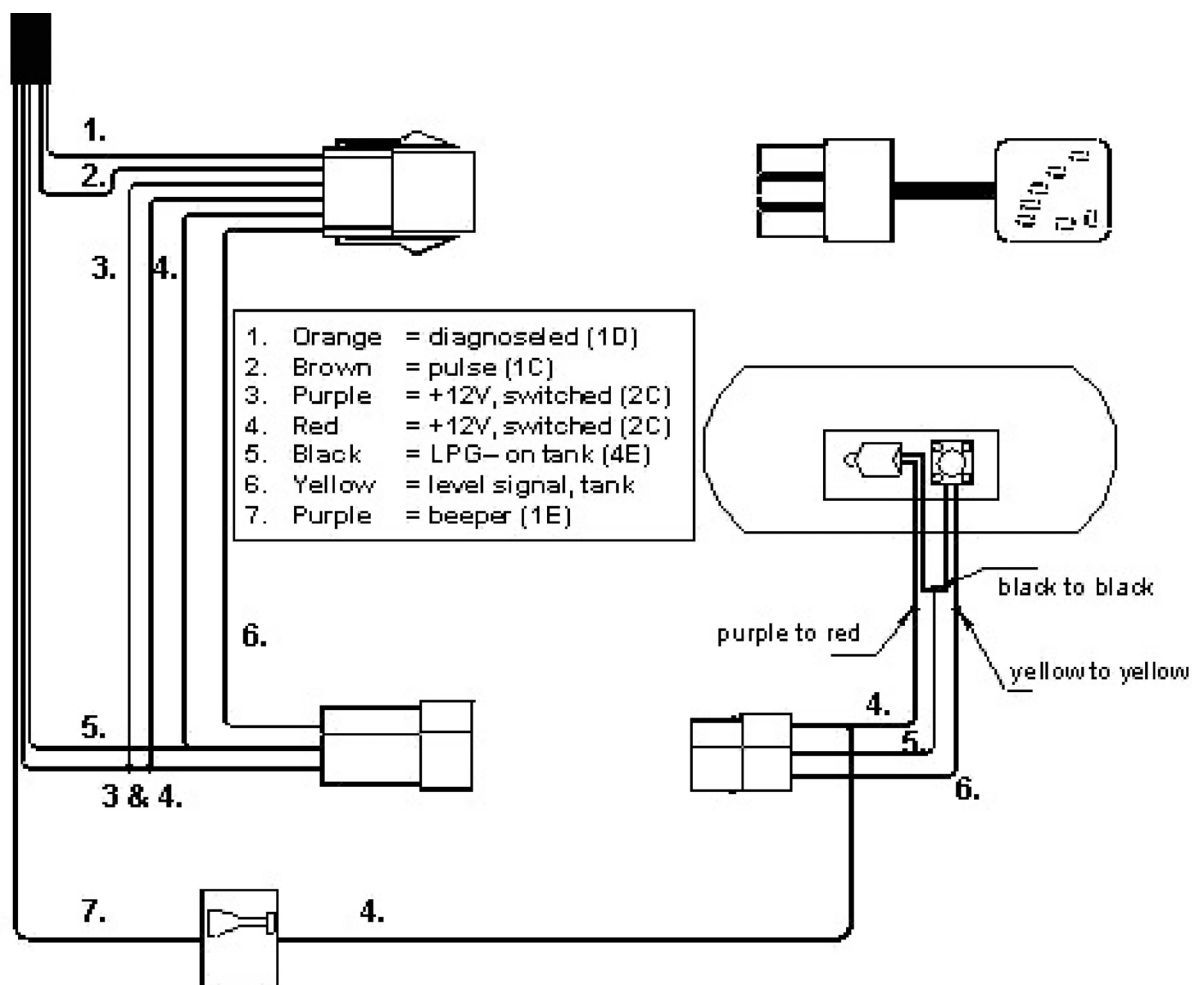 1.
2.
3. 4.
1. Orange = diagnoseled (1D)
2. Brown = pulse (1C)
3. Purple = +12V, switched (2C)
4. Red = +12V, switched (2C)
5. Black = LPG– on tank (4E)
6. Yellow = level signal, tank
7. Purple = beeper (1E)
black to black
purple to red
6.
yellow to yellow
4.
5.
5.
6.
3 & 4.
7. 4.